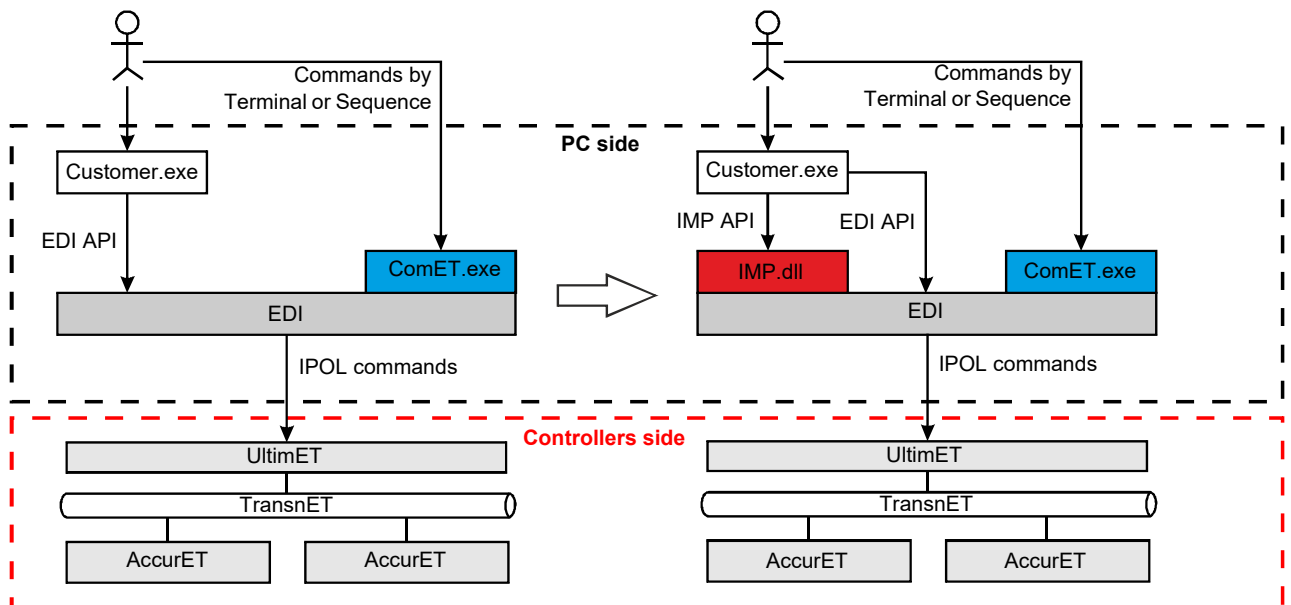 Commands by
Terminal or Sequence
Commands by
Terminal or Sequence
PC side
Customer.exe
Customer.exe
EDI API
IMP API
EDI API
ComET.exe
IMP.dll
ComET.exe
EDI
EDI
IPOL commands
IPOL commands
Controllers side
UltimET
UltimET
TransnET
TransnET
AccurET
AccurET
AccurET
AccurET